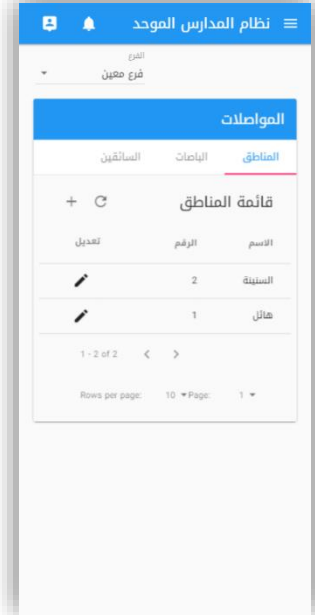 نظام المدارس الموحد
الفرع
فرع معين
المواصلات
المناطق الباصات السائقين
قائمة المناطق
الاسم الرقم تعديل
السنينة 2
هائل 1
1 - 2 of 2
Rows per page: 10 Page: 1